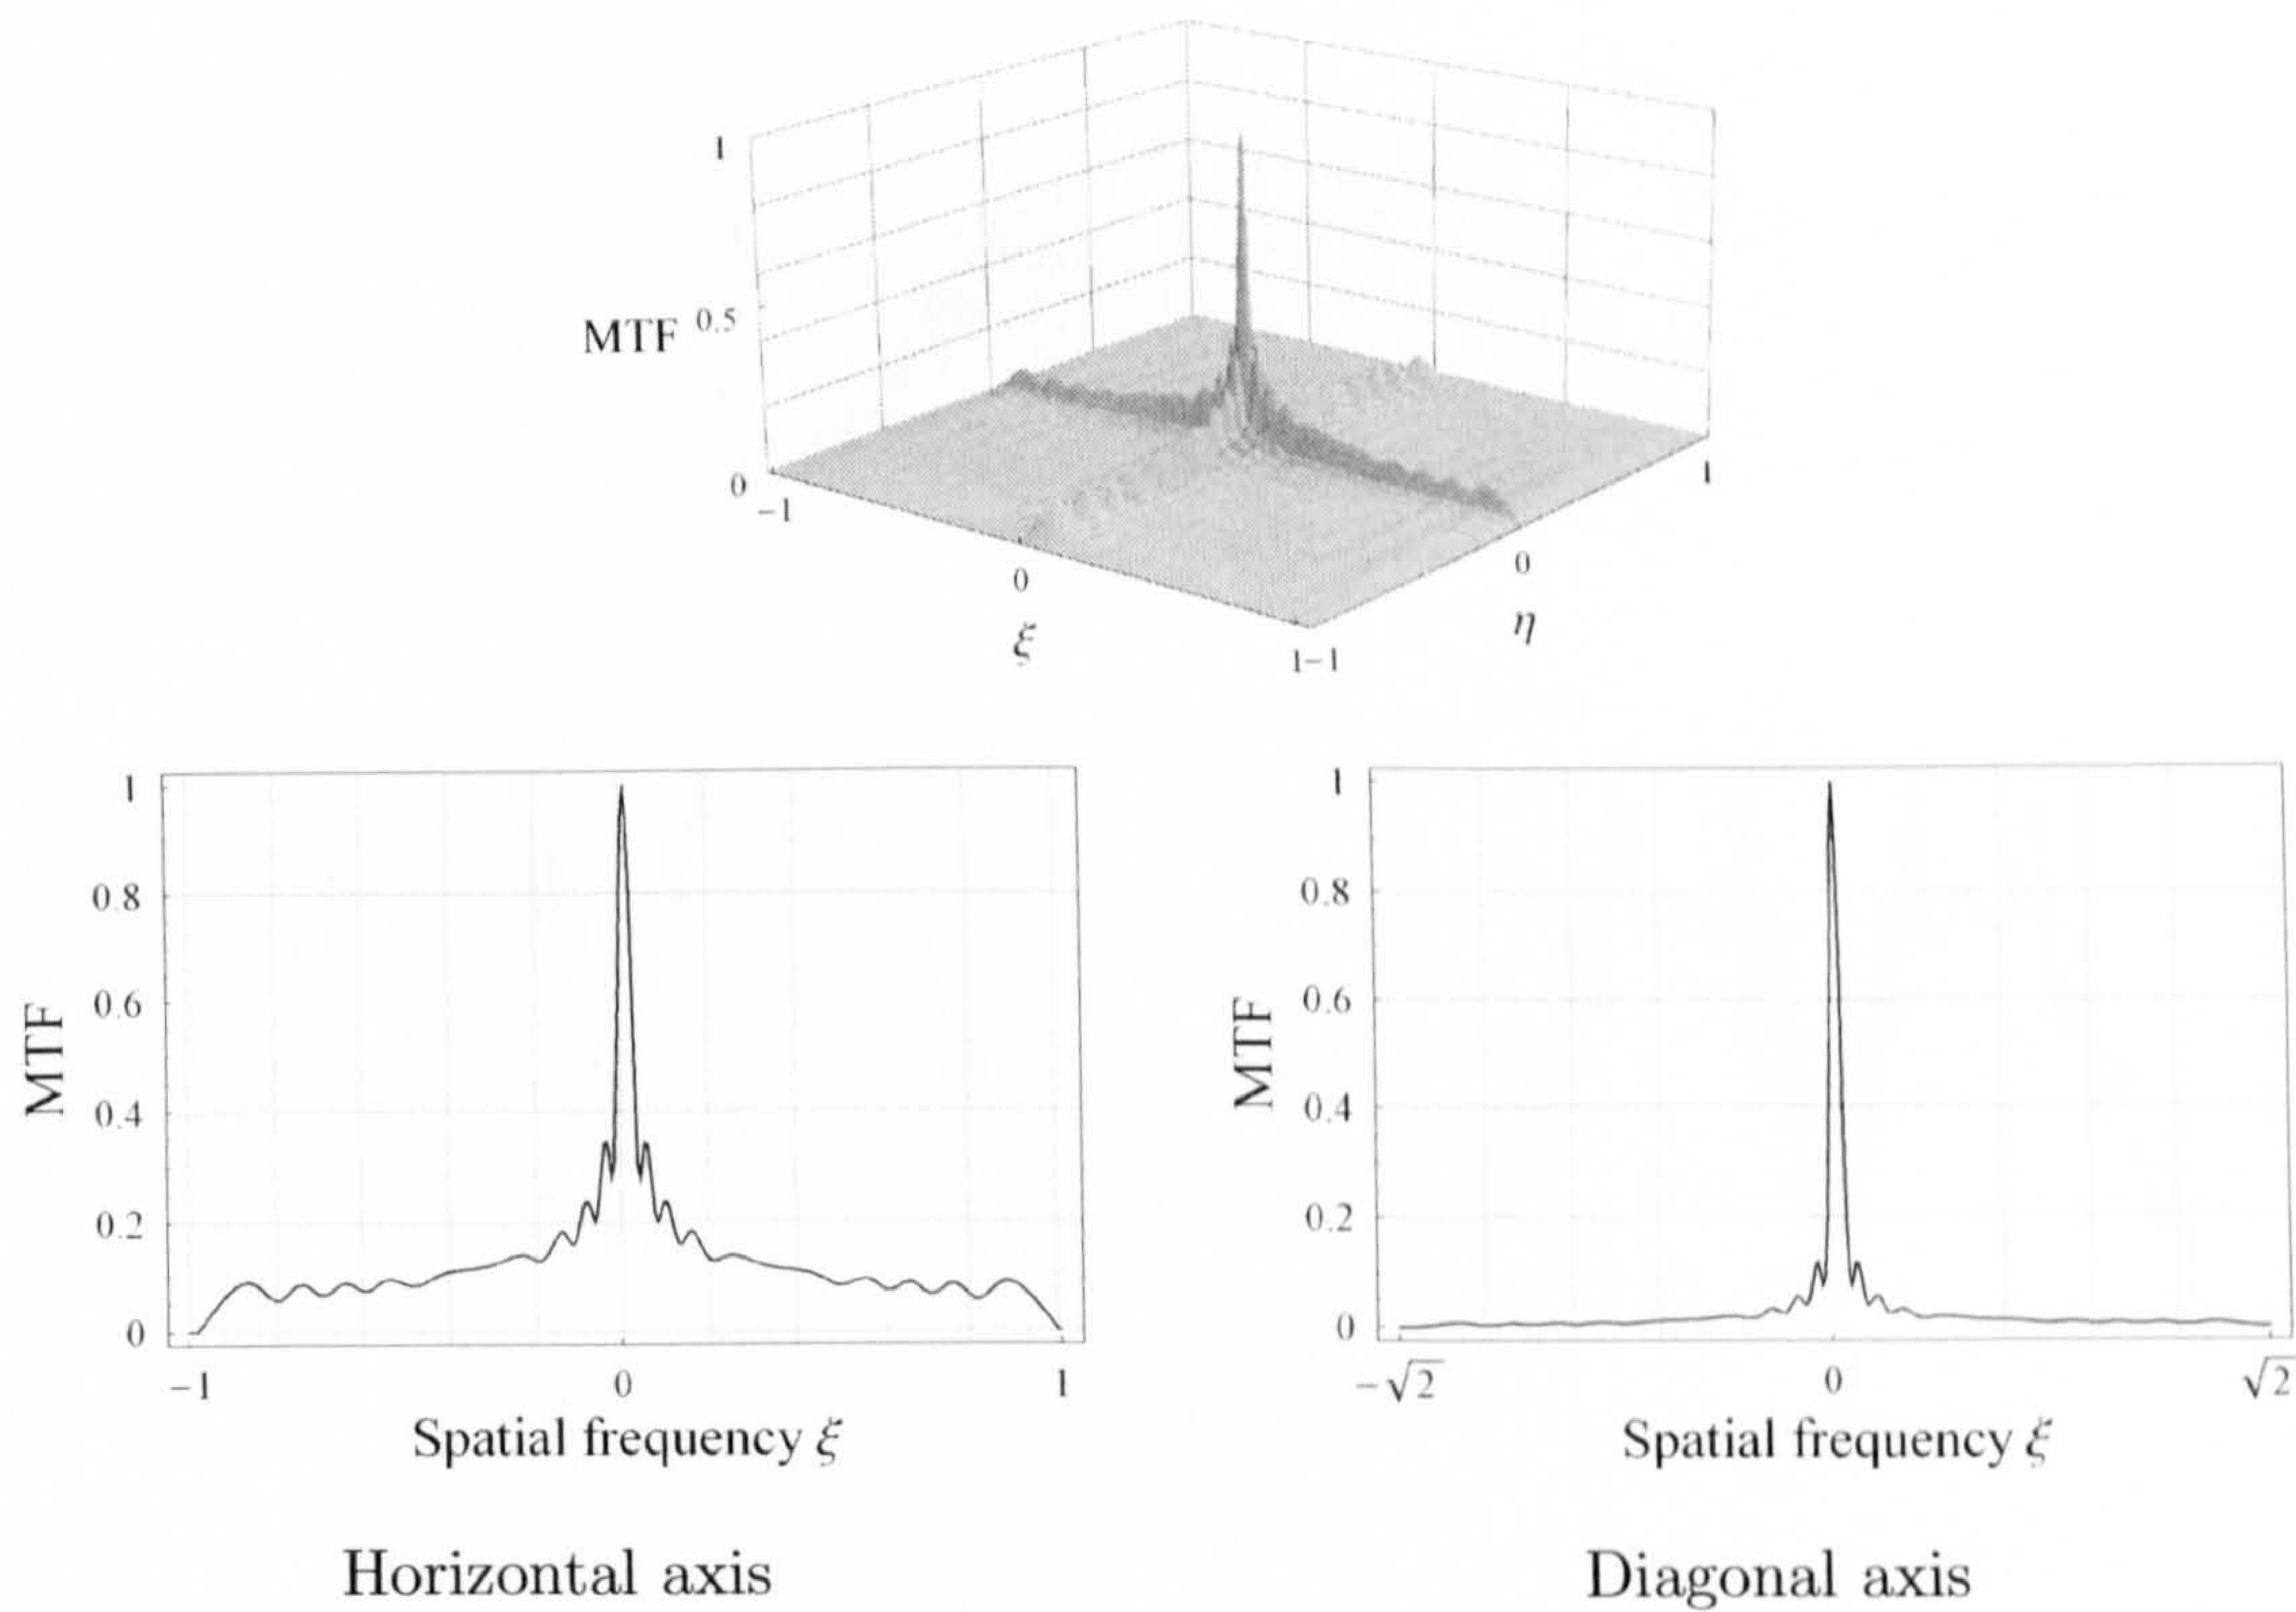 1
MTF 0.5
0
−1
0
ξ
1−1
η
0
1
1
0.8
0.6
0.4
0.2
0
MTF
−1 0 1
Spatial frequency ξ
Horizontal axis
1
0.8
0.6
0.4
0.2
0
MTF
−√2 0 √2
Spatial frequency ξ
Diagonal axis